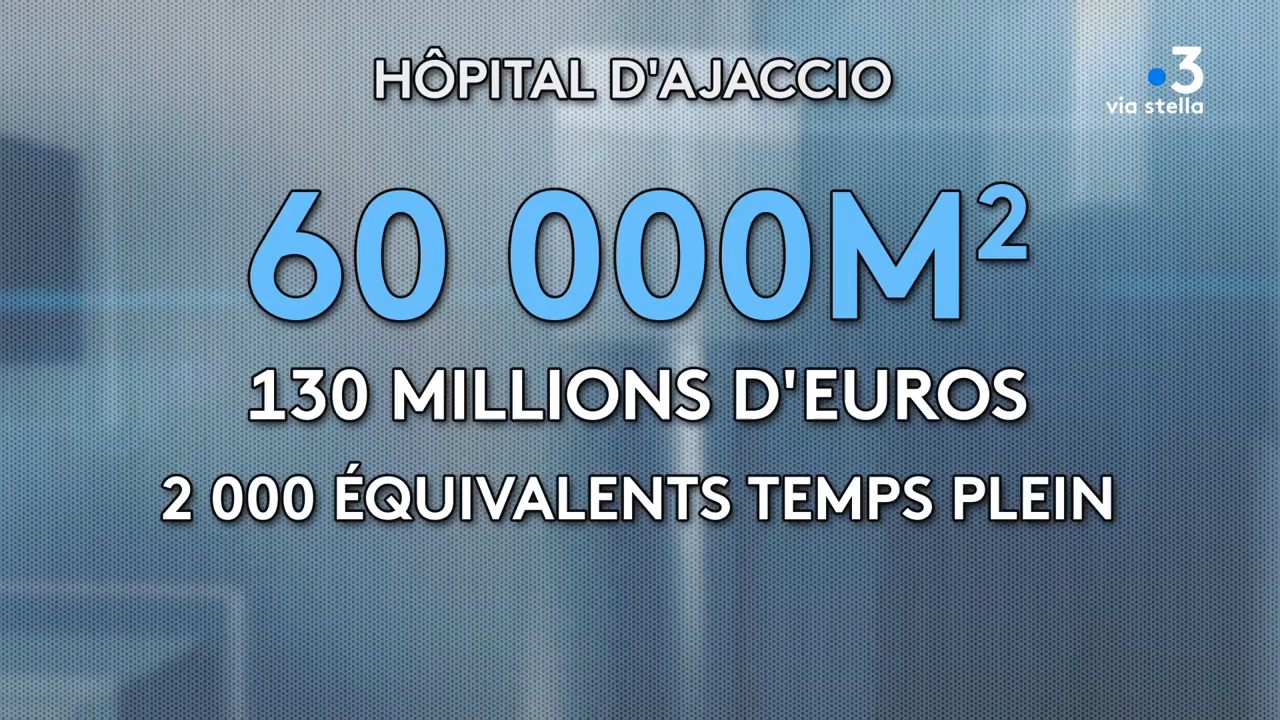 HÔPITAL D'AJACCIO
3
via stella
60 000M²
130 MILLIONS D'EUROS
2 000 ÉQUIVALENTS TEMPS PLEIN